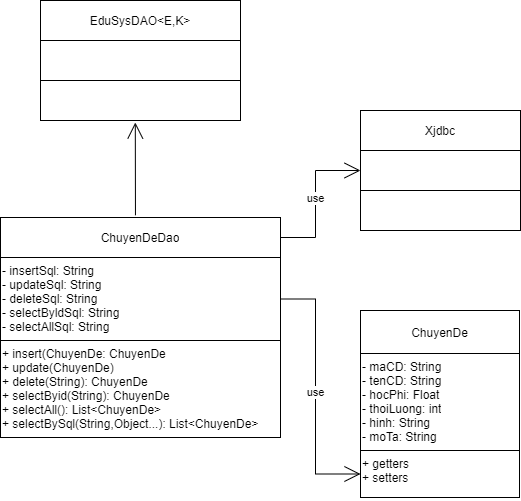 EduSysDAO<E,K>
Xjdbc
use
ChuyenDeDao
- insertSql: String
- updateSql: String
- deleteSql: String
- selectByIdSql: String
- selectAllSql: String
+ insert(ChuyenDe: ChuyenDe
+ update(ChuyenDe)
+ delete(String): ChuyenDe
+ selectByid(String): ChuyenDe
+ selectAll(): List<ChuyenDe>
+ selectBySql(String,Object...): List<ChuyenDe>
use
ChuyenDe
- maCD: String
- tenCD: String
- hocPhi: Float
- thoiLuong: int
- hinh: String
- moTa: String
+ getters
+ setters